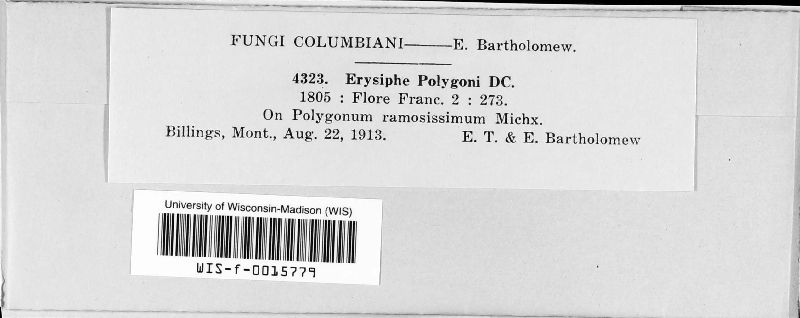 FUNGI COLUMBIANI——E. Bartholomew.
4323. Erysiphe Polygoni DC.
1805 : Flore Franc. 2 : 273.
On Polygonum ramosissimum Michx.
Billings, Mont., Aug. 22, 1913. E. T. & E. Bartholomew
University of Wisconsin-Madison (WIS)
WIS-f-0015779